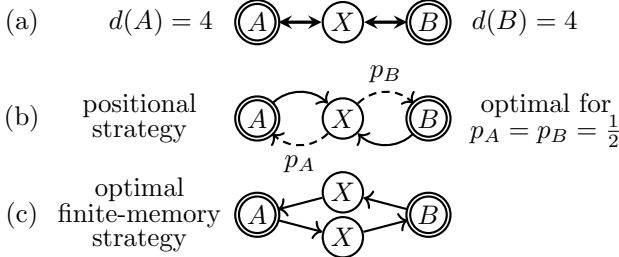 (a) d(A) = 4 A X B d(B) = 4
p_B
(b) positional strategy A X B optimal for p_A = p_B = 1/2
p_A
optimal X
(c) finite-memory A B
strategy X